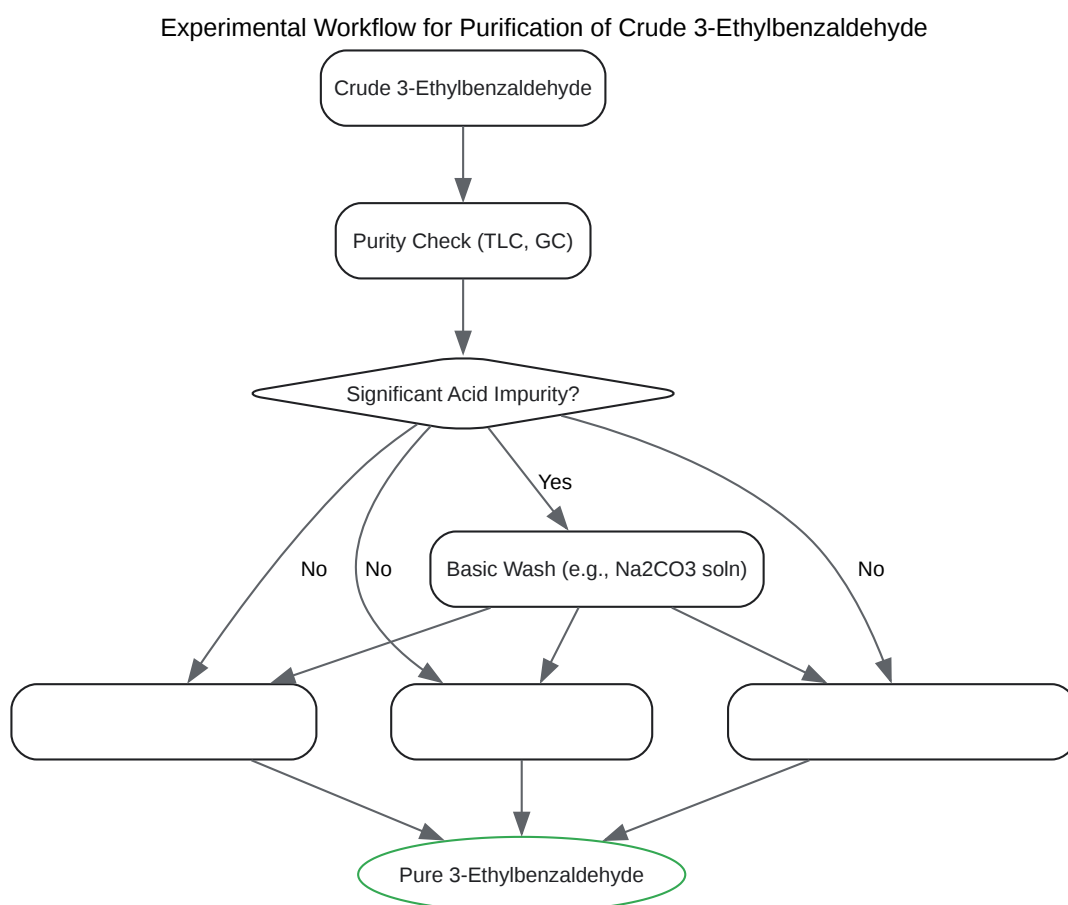 Experimental Workflow for Purification of Crude 3-Ethylbenzaldehyde
Crude 3-Ethylbenzaldehyde
Purity Check (TLC, GC)
Significant Acid Impurity?
Yes
No
No
Basic Wash (e.g., Na2CO3 soln)
No
Pure 3-Ethylbenzaldehyde